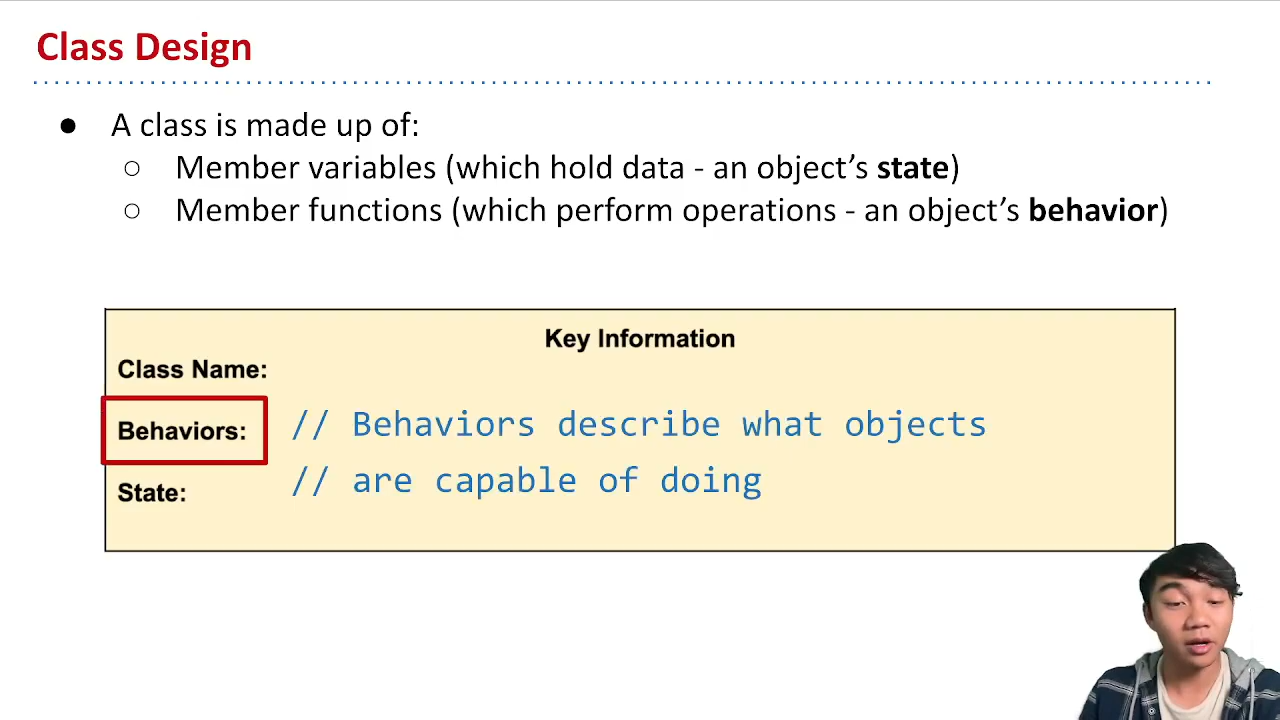 Class Design
● A class is made up of:
○ Member variables (which hold data - an object’s state)
○ Member functions (which perform operations - an object’s behavior)
Key Information
Class Name:
Behaviors: // Behaviors describe what objects
// are capable of doing
State: